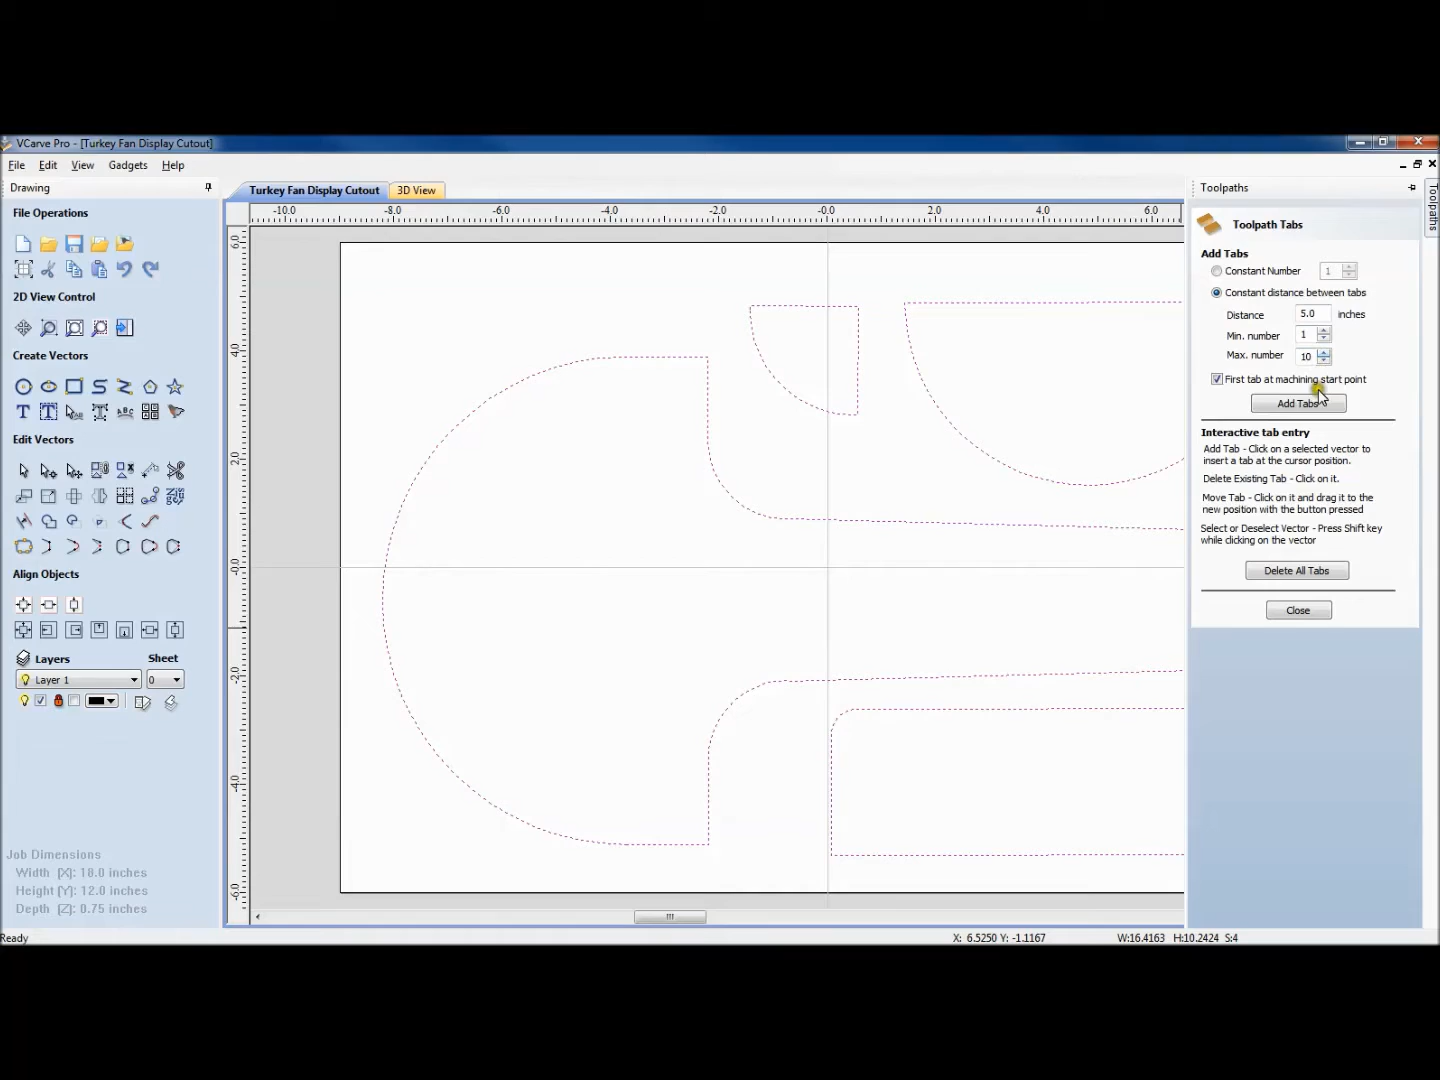 VCarve Pro - [Turkey Fan Display Cutout]
File Edit View Gadgets Help
Drawing
File Operations
2D View Control
Create Vectors
Edit Vectors
Align Objects
Layers Sheet
Layer 1 0
Job Dimensions
Width [X]: 18.0 inches
Height [Y]: 12.0 inches
Depth [Z]: 0.75 inches
Ready
Turkey Fan Display Cutout 3D View
-10.0 -8.0 -6.0 -4.0 -2.0 -0.0 2.0 4.0 6.0
6.0
4.0
2.0
-0.0
-2.0
-4.0
-6.0
Toolpaths
Toolpaths
Toolpath Tabs
Add Tabs
Constant Number 1
Constant distance between tabs
Distance 5.0 inches
Min. number 1
Max. number 10
First tab at machining start point
Add Tabs
Interactive tab entry
Add Tab - Click on a selected vector to
insert a tab at the cursor position.
Delete Existing Tab - Click on it.
Move Tab - Click on it and drag it to the
new position with the button pressed
Select or Deselect Vector - Press Shift key
while clicking on the vector
Delete All Tabs
Close
X: 6.5250 Y: -1.1167 W:16.4163 H:10.2424 S:4